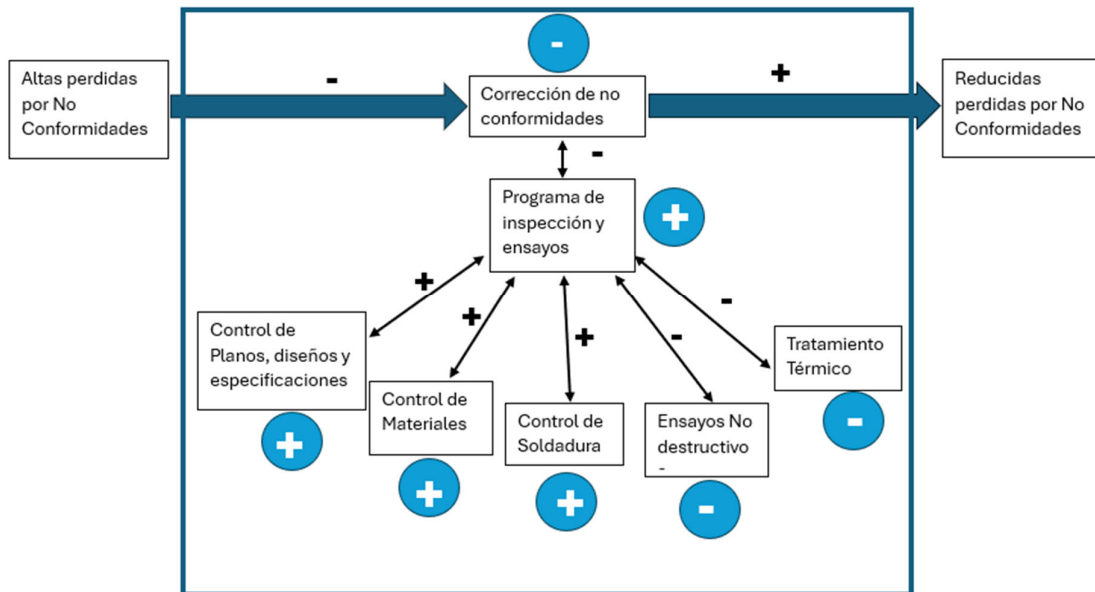 -
Altas perdidas
por No
Conformidades
-
Corrección de no
conformidades
+
Reducidas
perdidas por No
Conformidades
-
Programa de
inspección y
ensayos
+
+
+
+
-
-
Control de
Planos, diseños y
especificaciones
+
Control de
Materiales
+
Control de
Soldadura
+
Ensayos No
destructivo
-
-
Tratamiento
Térmico
-